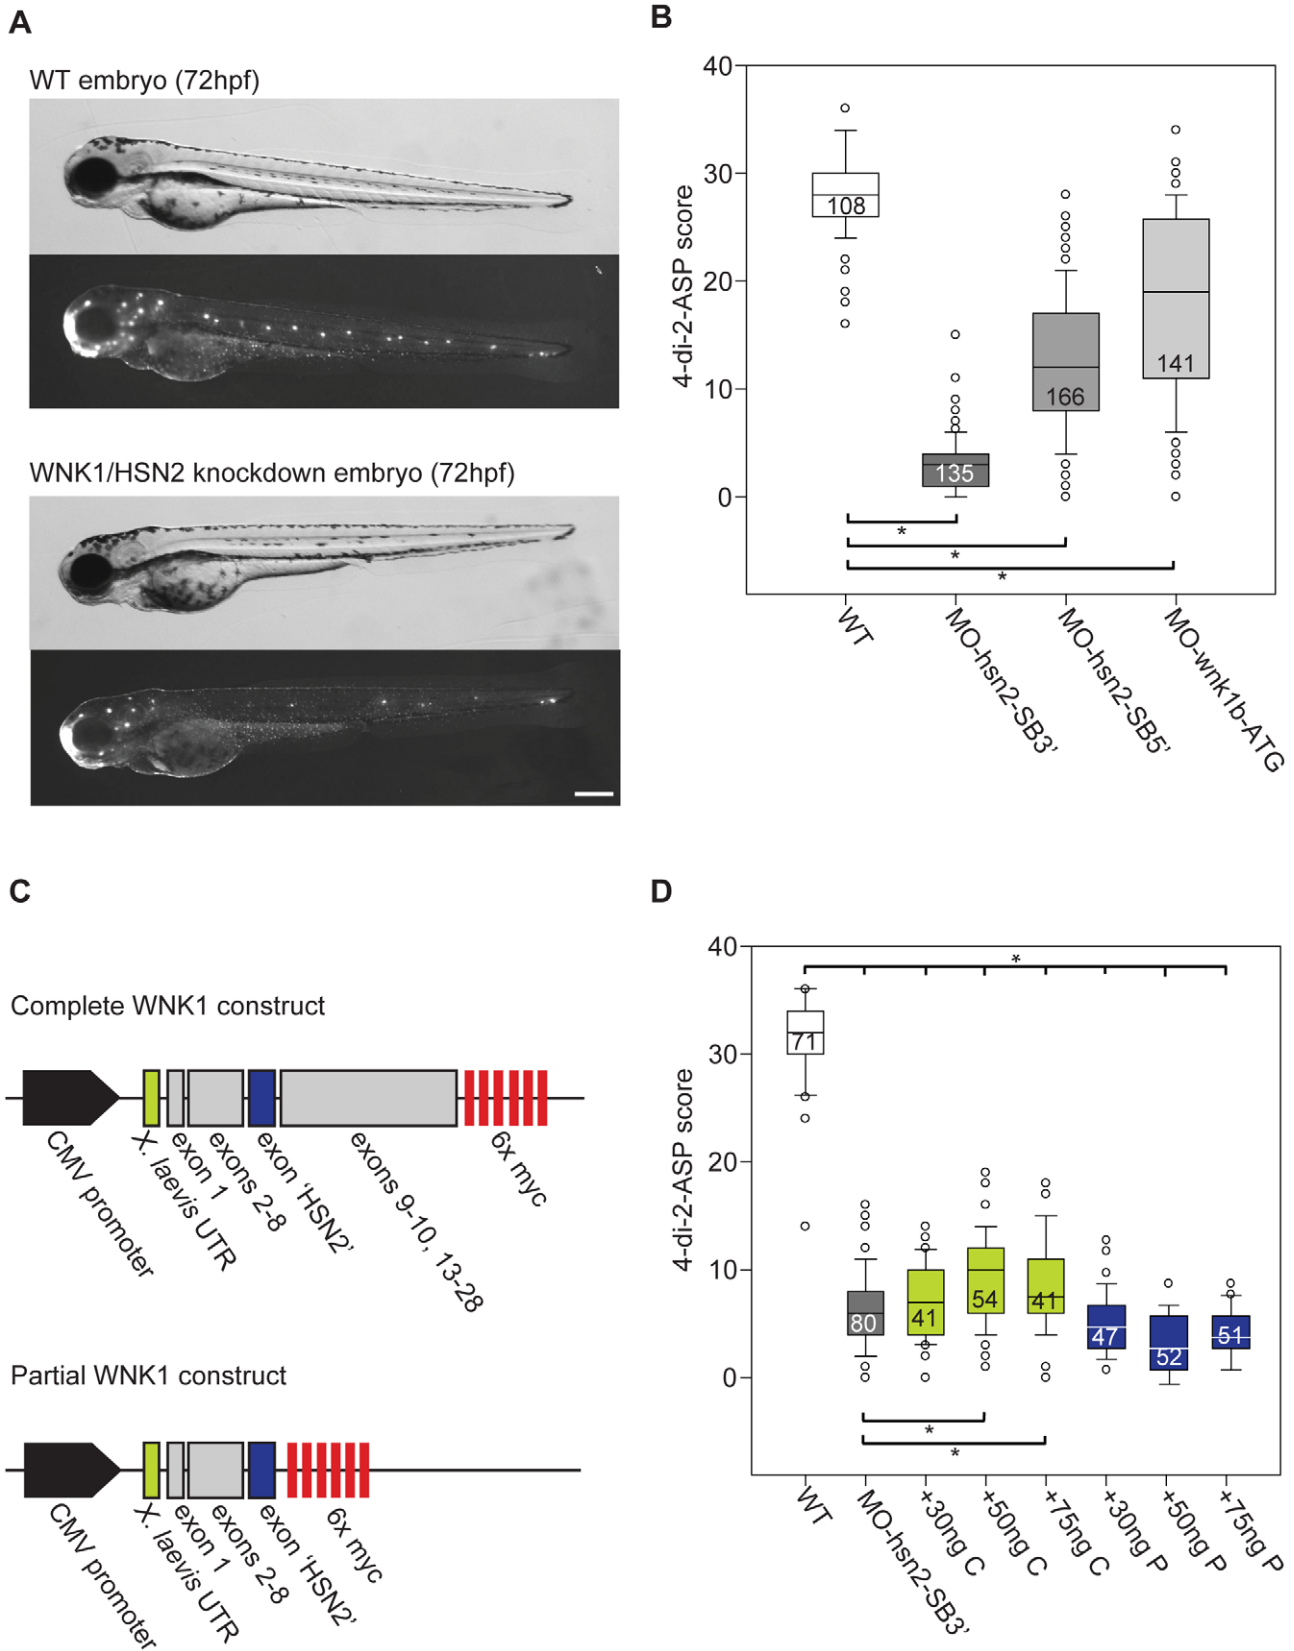 A
WT embryo (72hpf)
WNK1/HSN2 knockdown embryo (72hpf)
B
4-di-2-ASP score
40
30
20
10
0
108
135
166
141
*
*
*
WT
MO-hsn2-SB3'
MO-hsn2-SB5'
MO-wnk1b-ATG
C
Complete WNK1 construct
CMV promoter
X. laevis UTR
exon 1
exons 2-8
exon 'HSN2'
exons 9-10, 13-28
6x myc
Partial WNK1 construct
CMV promoter
X. laevis UTR
exon 1
exons 2-8
exon 'HSN2'
6x myc
D
4-di-2-ASP score
40
30
20
10
0
*
71
80
41
54
41
47
52
51
*
*
WT
MO-hsn2-SB3'
+30ng C
+50ng C
+75ng C
+30ng P
+50ng P
+75ng P